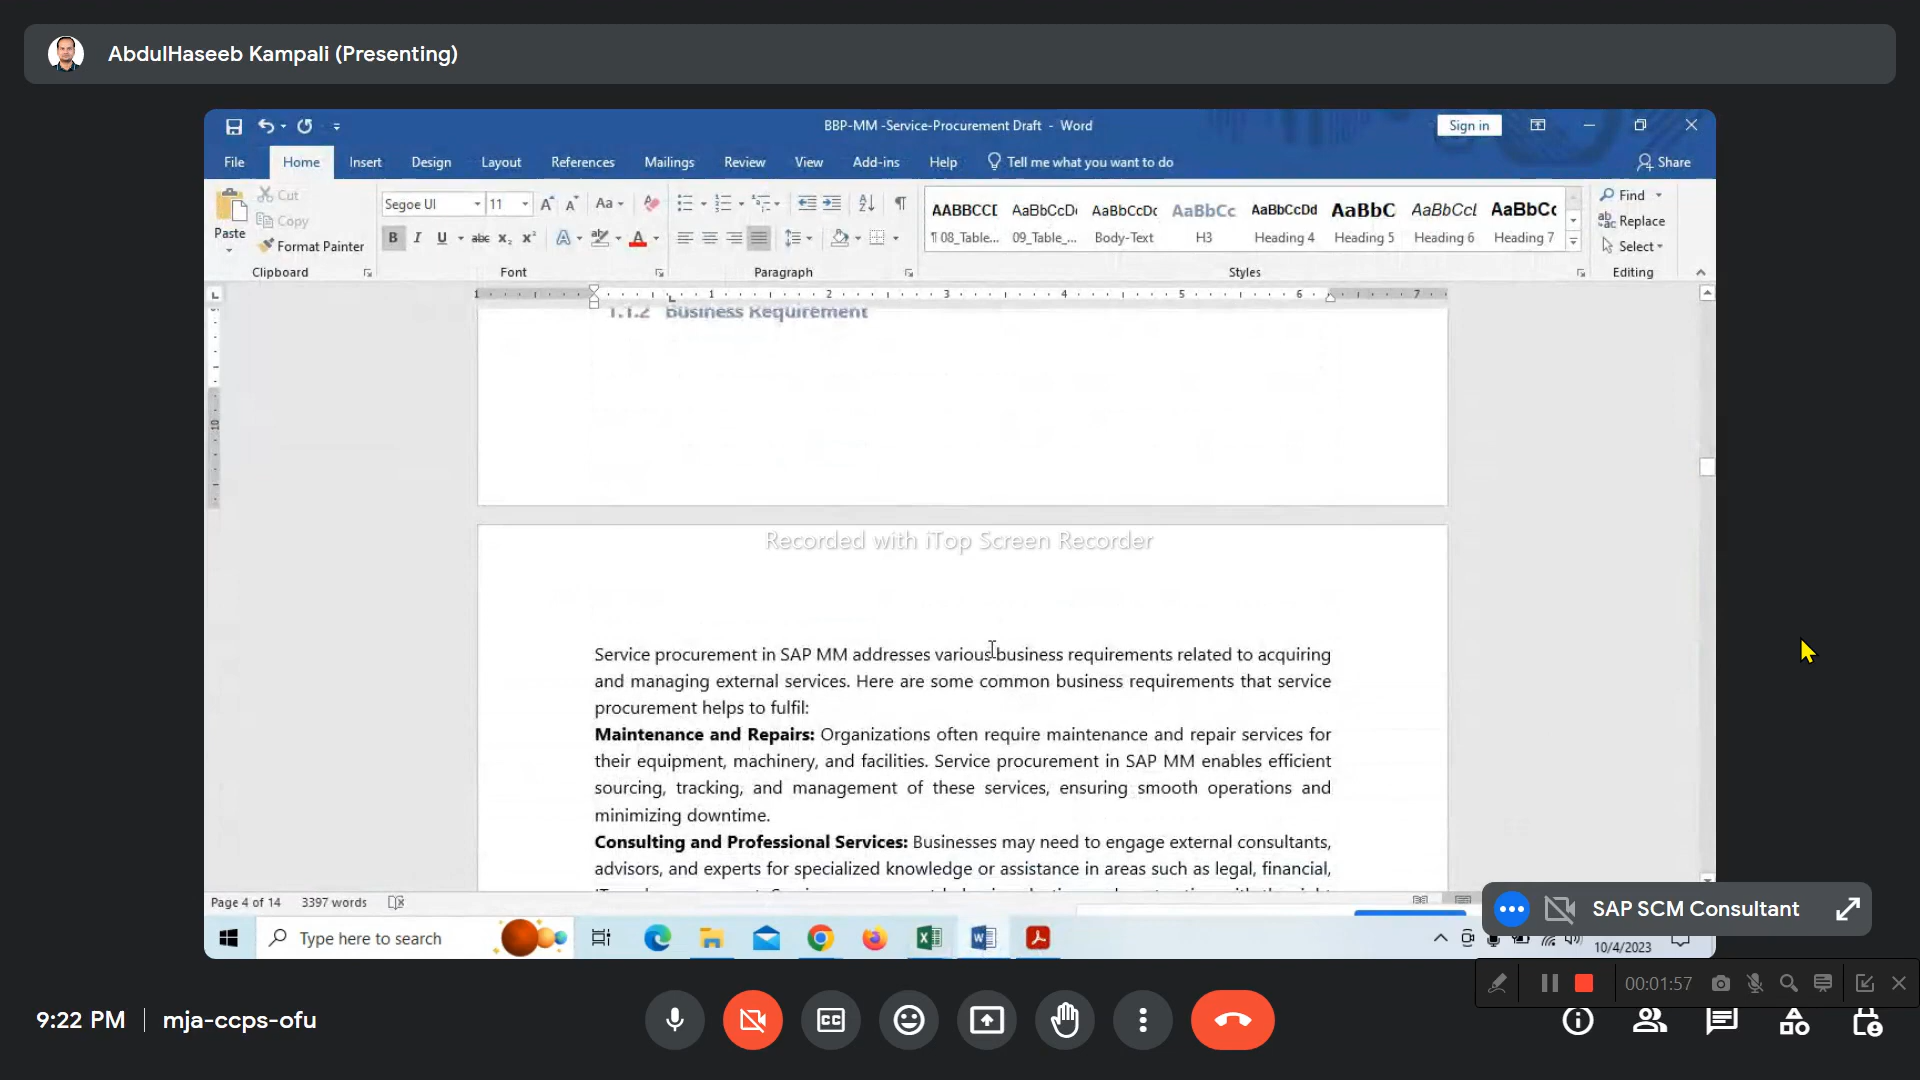 AbdulHaseeb Kampali (Presenting)
BBP-MM -Service-Procurement Draft - Word
Sign in
File Home Insert Design Layout References Mailings Review View Add-ins Help Tell me what you want to do Share
Paste
Cut
Copy
Format Painter
Clipboard
Segoe UI 11
Font
Paragraph
AABBCCI AaBbCcDc AaBbCcDc AaBbCc AaBbCcDd AaBbC AaBbCcL AaBbCc
¶ 08_Table... 09_Table_... Body-Text H3 Heading 4 Heading 5 Heading 6 Heading 7
Styles
Find
Replace
Select
Editing
1 1 2 3 4 5 6 7
1.1.2 Business Requirement
Recorded with iTop Screen Recorder
Service procurement in SAP MM addresses various business requirements related to acquiring
and managing external services. Here are some common business requirements that service
procurement helps to fulfil:
Maintenance and Repairs: Organizations often require maintenance and repair services for
their equipment, machinery, and facilities. Service procurement in SAP MM enables efficient
sourcing, tracking, and management of these services, ensuring smooth operations and
minimizing downtime.
Consulting and Professional Services: Businesses may need to engage external consultants,
advisors, and experts for specialized knowledge or assistance in areas such as legal, financial,
Page 4 of 14 3397 words
SAP SCM Consultant
Type here to search
10/4/2023
00:01:57
9:22 PM mja-ccps-ofu